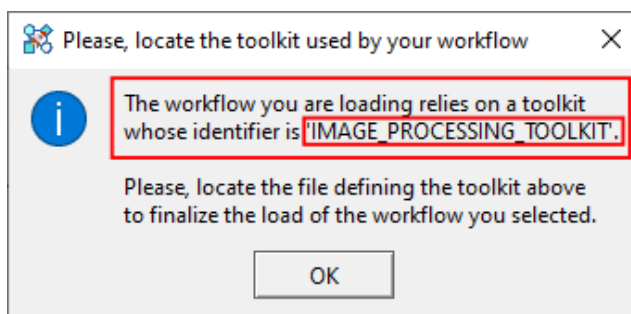 Please, locate the toolkit used by your workflow
The workflow you are loading relies on a toolkit
whose identifier is 'IMAGE_PROCESSING_TOOLKIT'.
Please, locate the file defining the toolkit above
to finalize the load of the workflow you selected.
OK